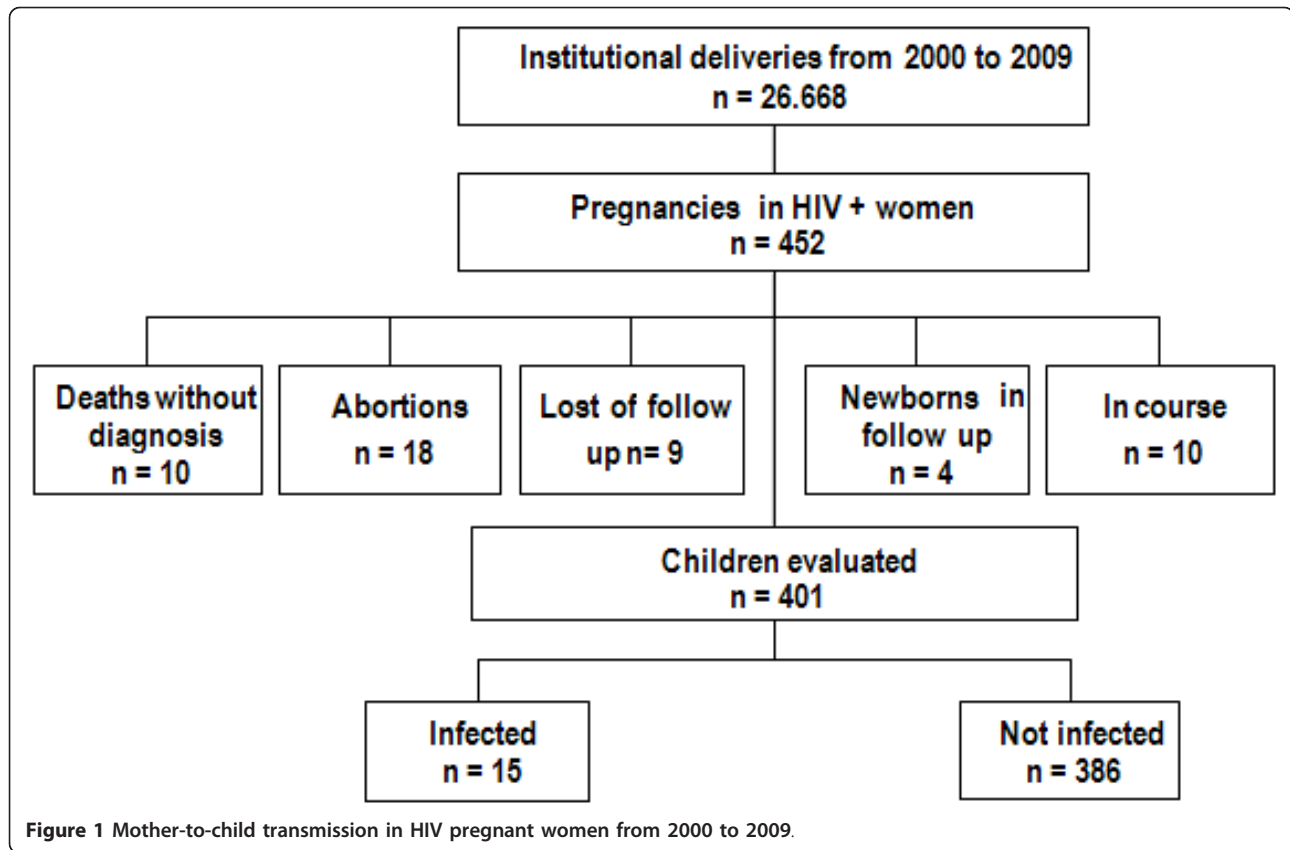 Institutional deliveries from 2000 to 2009
n = 26.668
Pregnancies in HIV + women
n = 452
Deaths without
diagnosis
n = 10
Abortions
n = 18
Lost of follow
up n= 9
Newborns in
follow up
n = 4
In course
n = 10
Children evaluated
n = 401
Infected
n = 15
Not infected
n = 386
Figure 1 Mother-to-child transmission in HIV pregnant women from 2000 to 2009.